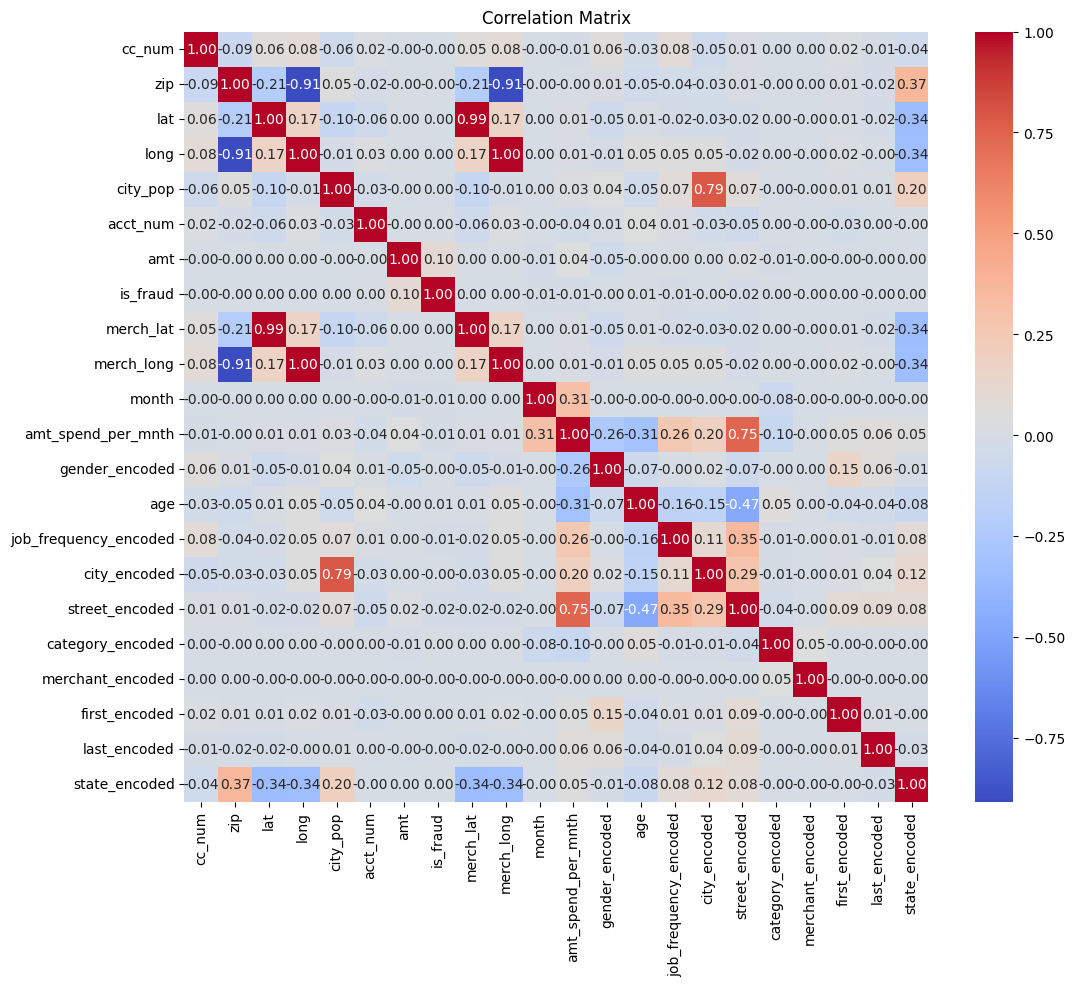 Correlation Matrix
cc_num 1.00 -0.09 0.06 0.08 -0.06 0.02 -0.00 -0.00 0.05 0.08 -0.00 -0.01 0.06 -0.03 0.08 -0.05 0.01 -0.00 0.00 0.02 -0.01 -0.04
zip -0.09 1.00 -0.21 -0.91 0.05 -0.02 -0.00 -0.00 -0.21 -0.91 -0.00 -0.00 0.01 -0.05 -0.04 -0.03 0.01 -0.00 0.00 0.01 -0.02 0.37
lat 0.06 -0.21 1.00 0.17 -0.10 -0.06 0.00 0.00 0.99 0.17 0.00 0.01 -0.05 0.01 -0.02 -0.03 -0.02 0.00 -0.00 0.01 -0.02 -0.34
long 0.08 -0.91 0.17 1.00 -0.01 0.03 0.00 0.00 0.17 1.00 0.00 0.01 -0.01 0.05 0.05 0.05 -0.02 0.00 -0.00 0.02 -0.00 -0.34
city_pop -0.06 0.05 -0.10 -0.01 1.00 -0.03 -0.00 0.00 -0.10 -0.01 0.00 0.03 0.04 -0.05 0.07 0.79 0.07 -0.00 -0.00 0.01 0.01 0.20
acct_num 0.02 -0.02 -0.06 0.03 -0.03 1.00 -0.00 0.00 -0.06 0.03 -0.00 -0.04 0.01 0.04 0.01 -0.03 -0.05 0.00 -0.00 -0.03 0.00 -0.00
amt -0.00 -0.00 0.00 0.00 -0.00 -0.00 1.00 0.10 0.00 0.00 -0.01 0.04 -0.05 -0.00 0.00 0.00 0.02 -0.01 -0.00 -0.00 -0.00 0.00
is_fraud -0.00 -0.00 0.00 0.00 0.00 0.00 0.10 1.00 0.00 0.00 -0.01 -0.01 -0.00 0.01 -0.01 -0.00 -0.02 0.00 -0.00 0.00 -0.00 0.00
merch_lat 0.05 -0.21 0.99 0.17 -0.10 -0.06 0.00 0.00 1.00 0.17 0.00 0.01 -0.05 0.01 -0.02 -0.03 -0.02 0.00 -0.00 0.01 -0.02 -0.34
merch_long 0.08 -0.91 0.17 1.00 -0.01 0.03 0.00 0.00 0.17 1.00 0.00 0.01 -0.01 0.05 0.05 0.05 -0.02 0.00 -0.00 0.02 -0.00 -0.34
month -0.00 -0.00 0.00 0.00 0.00 -0.00 -0.01 -0.01 0.00 0.00 1.00 0.31 -0.00 -0.00 -0.00 -0.00 -0.00 -0.08 -0.00 -0.00 -0.00 -0.00
amt_spend_per_mnth -0.01 -0.00 0.01 0.01 0.03 -0.04 0.04 -0.01 0.01 0.01 0.31 1.00 -0.26 -0.31 0.26 0.20 0.75 -0.10 -0.00 0.05 0.06 0.05
gender_encoded 0.06 0.01 -0.05 -0.01 0.04 0.01 -0.05 -0.00 -0.05 -0.01 -0.00 -0.26 1.00 -0.07 -0.00 0.02 -0.07 -0.00 0.00 0.15 0.06 -0.01
age -0.03 -0.05 0.01 0.05 -0.05 0.04 -0.00 0.01 0.01 0.05 -0.00 -0.31 -0.07 1.00 -0.16 -0.15 -0.47 0.05 0.00 -0.04 -0.04 -0.08
job_frequency_encoded 0.08 -0.04 -0.02 0.05 0.07 0.01 0.00 -0.01 -0.02 0.05 -0.00 0.26 -0.00 -0.16 1.00 0.11 0.35 -0.01 -0.00 0.01 -0.01 0.08
city_encoded -0.05 -0.03 -0.03 0.05 0.79 -0.03 0.00 -0.00 -0.03 0.05 -0.00 0.20 0.02 -0.15 0.11 1.00 0.29 -0.01 -0.00 0.01 0.04 0.12
street_encoded 0.01 0.01 -0.02 -0.02 0.07 -0.05 0.02 -0.02 -0.02 -0.02 -0.00 0.75 -0.07 -0.47 0.35 0.29 1.00 -0.04 -0.00 0.09 0.09 0.08
category_encoded -0.00 -0.00 0.00 0.00 -0.00 0.00 -0.01 0.00 0.00 0.00 -0.08 -0.10 -0.00 0.05 -0.01 -0.01 -0.04 1.00 0.05 -0.00 -0.00 -0.00
merchant_encoded 0.00 0.00 -0.00 -0.00 -0.00 -0.00 -0.00 -0.00 -0.00 -0.00 -0.00 -0.00 0.00 0.00 -0.00 -0.00 -0.00 0.05 1.00 -0.00 -0.00 -0.00
first_encoded 0.02 0.01 0.01 0.02 0.01 -0.03 -0.00 0.00 0.01 0.02 -0.00 0.05 0.15 -0.04 0.01 0.01 0.09 -0.00 -0.00 1.00 0.01 -0.00
last_encoded -0.01 -0.02 -0.02 -0.00 0.01 0.00 -0.00 -0.00 -0.02 -0.00 -0.00 0.06 0.06 -0.04 -0.01 0.04 0.09 -0.00 -0.00 0.01 1.00 -0.03
state_encoded -0.04 0.37 -0.34 -0.34 0.20 -0.00 0.00 0.00 -0.34 -0.34 -0.00 0.05 -0.01 -0.08 0.08 0.12 0.08 -0.00 -0.00 -0.00 -0.03 1.00
cc_num
zip
lat
long
city_pop
acct_num
amt
is_fraud
merch_lat
merch_long
month
amt_spend_per_mnth
gender_encoded
age
job_frequency_encoded
city_encoded
street_encoded
category_encoded
merchant_encoded
first_encoded
last_encoded
state_encoded
1.00
0.75
0.50
0.25
0.00
−0.25
−0.50
−0.75